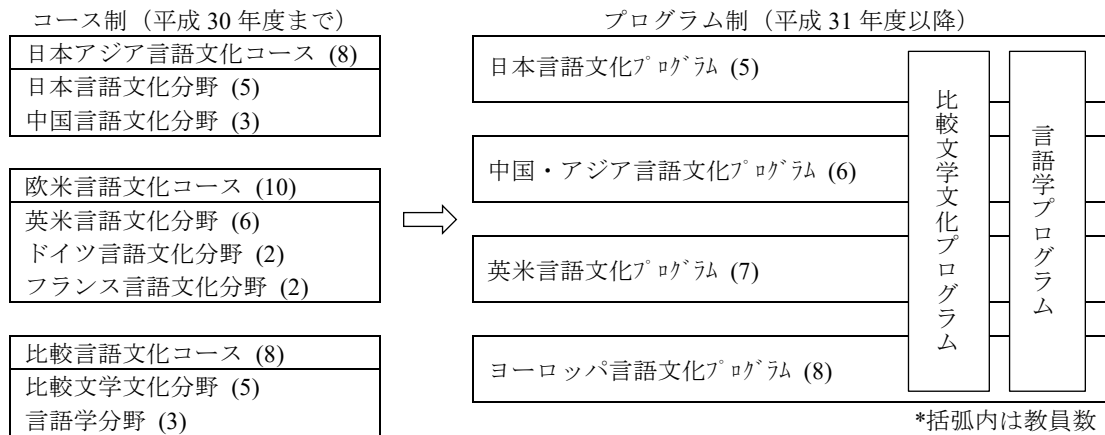 コース制（平成 30 年度まで）
日本アジア言語文化コース (8)
日本言語文化分野 (5)
中国言語文化分野 (3)
欧米言語文化コース (10)
英米言語文化分野 (6)
ドイツ言語文化分野 (2)
フランス言語文化分野 (2)
比較言語文化コース (8)
比較文学文化分野 (5)
言語学分野 (3)
プログラム制（平成 31 年度以降）
日本言語文化ﾌﾟﾛｸﾞﾗﾑ (5)
中国・アジア言語文化ﾌﾟﾛｸﾞﾗﾑ (6)
英米言語文化ﾌﾟﾛｸﾞﾗﾑ (7)
ヨーロッパ言語文化ﾌﾟﾛｸﾞﾗﾑ (8)
比較文学文化プログラム
言語学プログラム
*括弧内は教員数